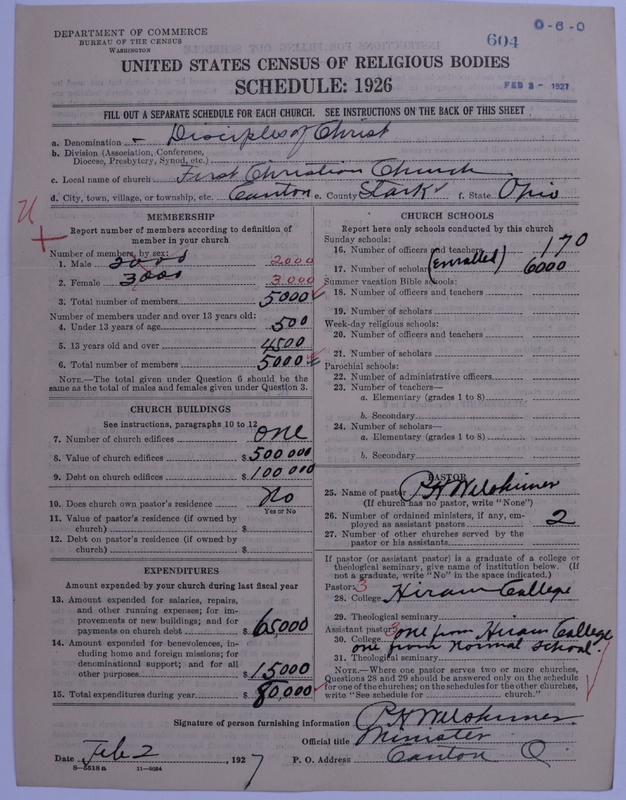 DEPARTMENT OF COMMERCE
BUREAU OF THE CENSUS
WASHINGTON
604
0-6-0
UNITED STATES CENSUS OF RELIGIOUS BODIES
SCHEDULE: 1926
FEB 3 - 1927
FILL OUT A SEPARATE SCHEDULE FOR EACH CHURCH. SEE INSTRUCTIONS ON THE BACK OF THIS SHEET
a. Denomination Disciples of Christ
b. Division (Association, Conference,
Diocese, Presbytery, Synod, etc.)
c. Local name of church First Christian Church
d. City, town, village, or township, etc. Canton e. County Stark f. State Ohio
MEMBERSHIP
Report number of members according to definition of
member in your church
Number of members, by sex:
1. Male 2000 2000
2. Female 3000 3000
3. Total number of members 5000
Number of members under and over 13 years old:
4. Under 13 years of age 500
5. 13 years old and over 4500
6. Total number of members 5000
NOTE.—The total given under Question 6 should be the
same as the total of males and females given under Question 3.
CHURCH BUILDINGS
See instructions, paragraphs 10 to 12
7. Number of church edifices one
8. Value of church edifices $ 500 000
9. Debt on church edifices $ 100 000
10. Does church own pastor's residence No
Yes or No
11. Value of pastor's residence (if owned by
church) $
12. Debt on pastor's residence (if owned by
church) $
EXPENDITURES
Amount expended by your church during last fiscal year
13. Amount expended for salaries, repairs,
and other running expenses; for im-
provements or new buildings; and for
payments on church debt $ 65,000
14. Amount expended for benevolences, in-
cluding home and foreign missions; for
denominational support; and for all
other purposes $ 15000
15. Total expenditures during year $ 80,000
CHURCH SCHOOLS
Report here only schools conducted by this church
Sunday schools:
16. Number of officers and teachers 170
17. Number of scholars (Enrolled) 6000
Summer vacation Bible schools:
18. Number of officers and teachers
19. Number of scholars
Week-day religious schools:
20. Number of officers and teachers
21. Number of scholars
Parochial schools:
22. Number of administrative officers
23. Number of teachers—
a. Elementary (grades 1 to 8)
b. Secondary
24. Number of scholars—
a. Elementary (grades 1 to 8)
b. Secondary
PASTOR
25. Name of pastor P H Welshimer
(If church has no pastor, write "None")
26. Number of ordained ministers, if any, em-
ployed as assistant pastors 2
27. Number of other churches served by the
pastor or his assistants
If pastor (or assistant pastor) is a graduate of a college or
theological seminary, give name of institution below. (If
not a graduate, write "No" in the space indicated.)
Pastor: 3
28. College Hiram College
29. Theological seminary
Assistant pastor: 3
30. College one from Hiram College
one from Normal School.
31. Theological seminary
NOTE.—Where one pastor serves two or more churches,
Questions 28 and 29 should be answered only on the schedule
for one of the churches; on the schedules for the other churches,
write "See schedule for church."
Signature of person furnishing information P H Welshimer
Official title Minister
Date Feb 2, 1927 P. O. Address Canton O.
8—5518 a 11—9034